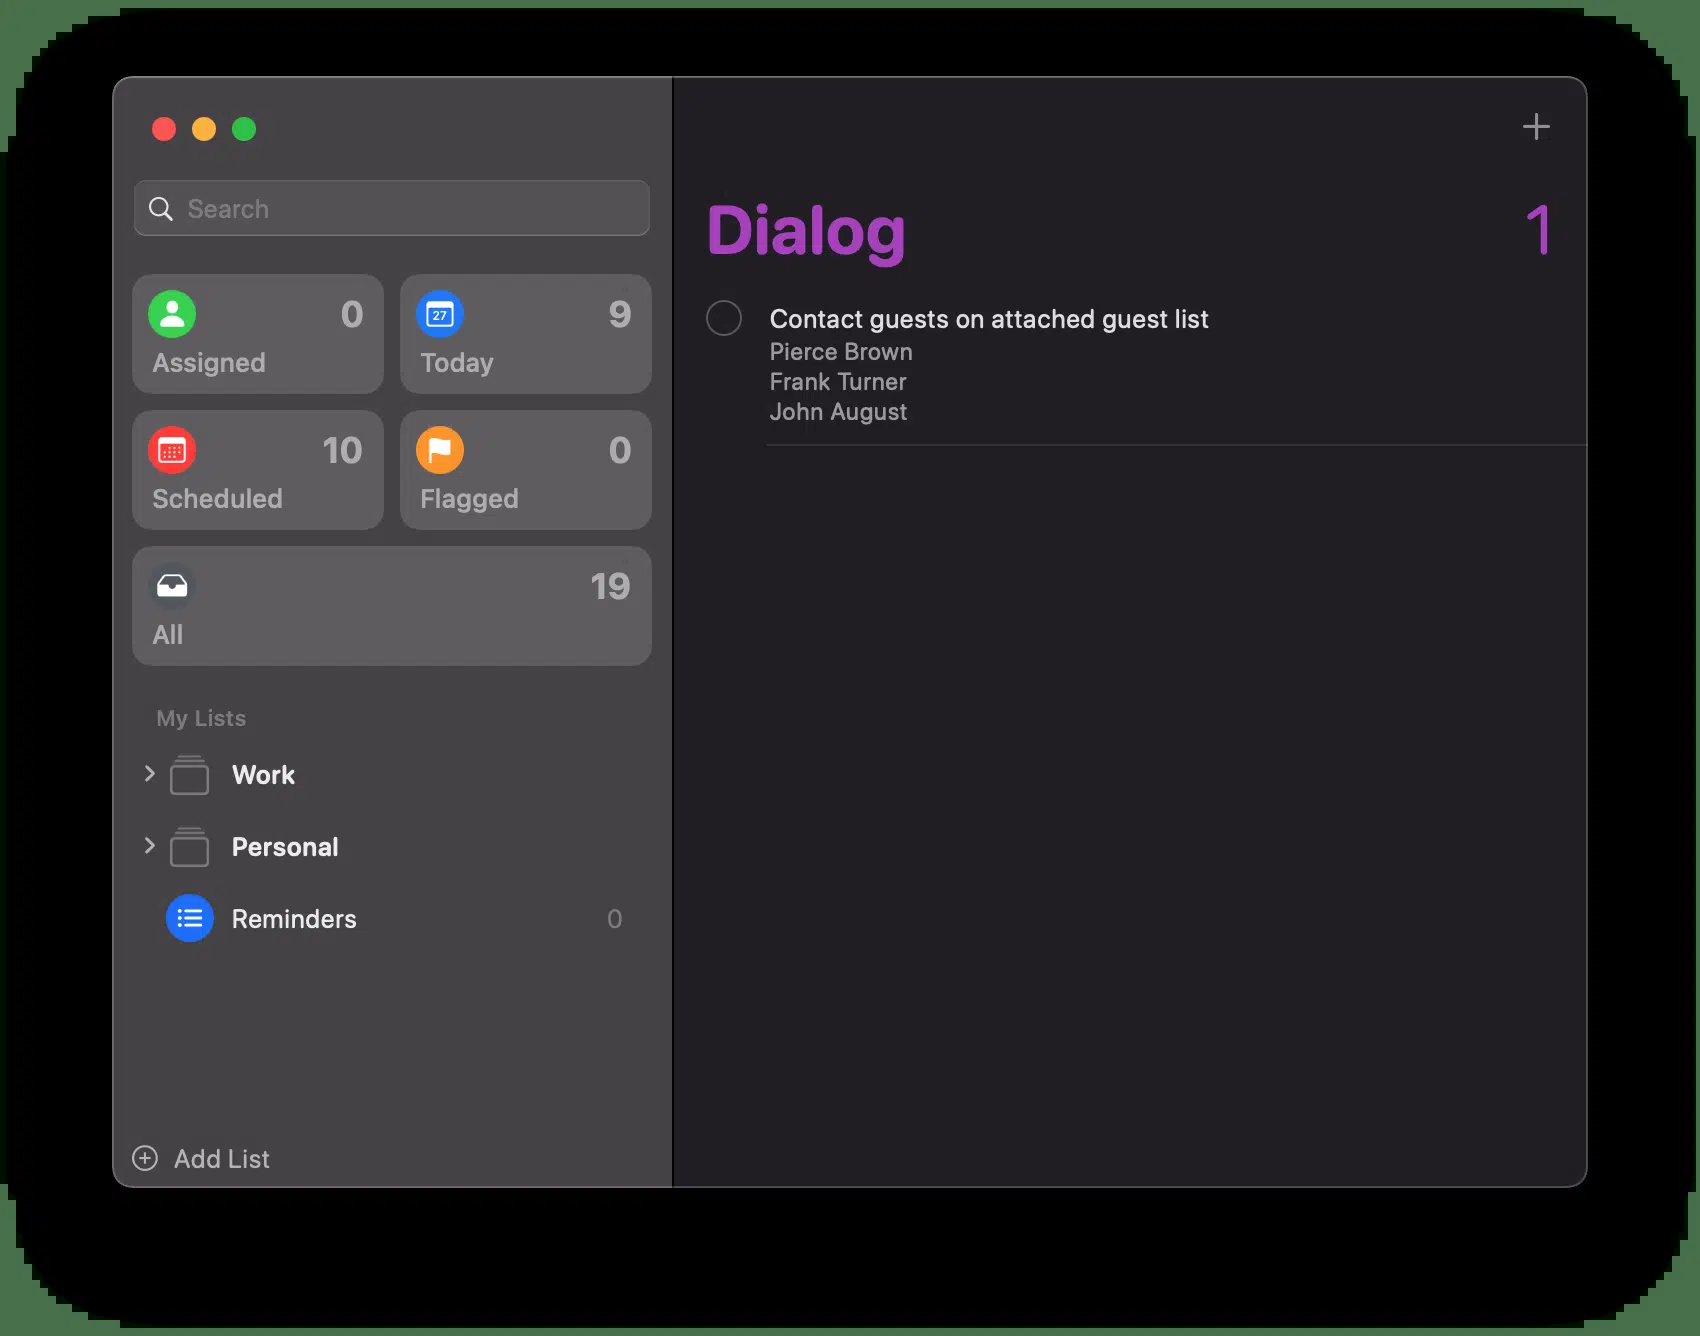 Search
0
Assigned
27
9
Today
10
Scheduled
0
Flagged
19
All
My Lists
Work
Personal
Reminders 0
Add List
Dialog 1
Contact guests on attached guest list
Pierce Brown
Frank Turner
John August